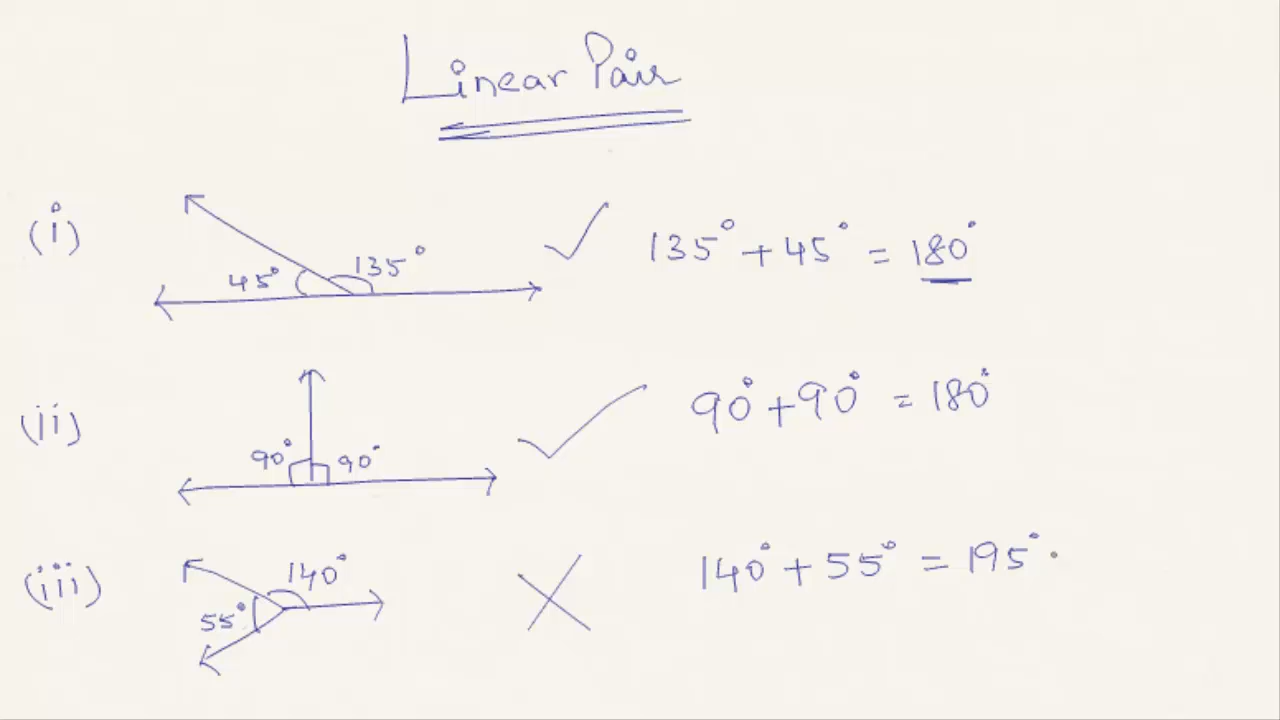 Linear Pair
(i) 45° 135° 135° + 45° = 180°
(ii) 90° 90° 90° + 90° = 180°
(iii) 55° 140° 140° + 55° = 195°